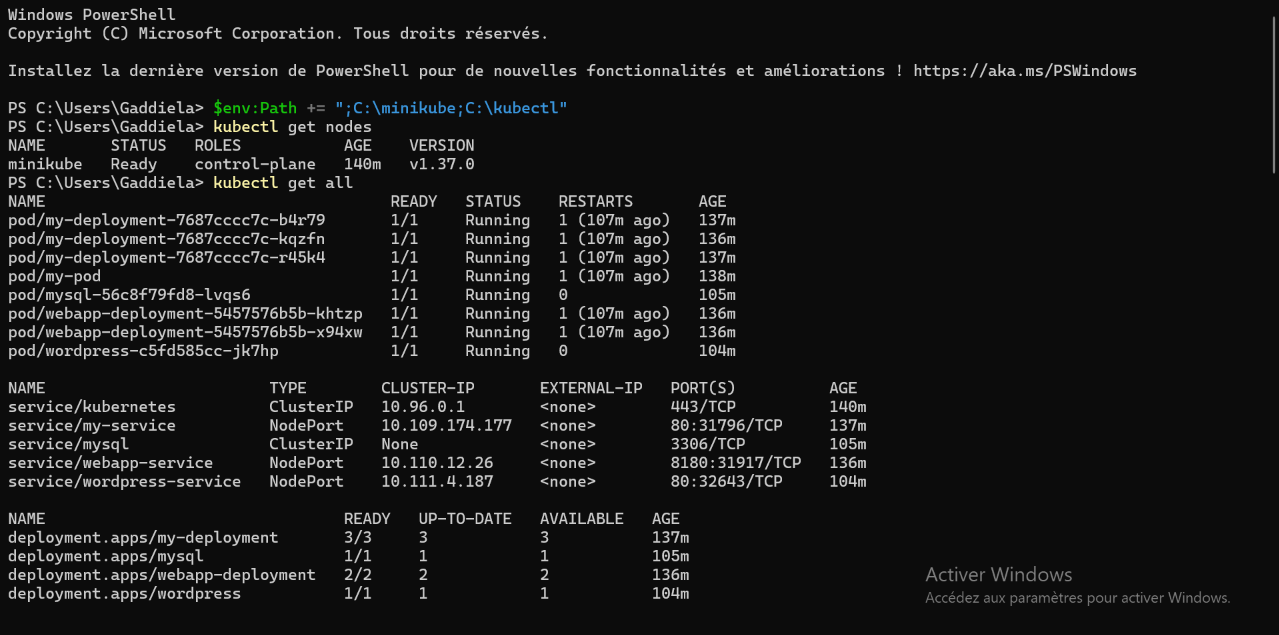 Windows PowerShell
Copyright (C) Microsoft Corporation. Tous droits réservés.
Installez la dernière version de PowerShell pour de nouvelles fonctionnalités et améliorations ! https://aka.ms/PSWindows
PS C:\Users\Gaddiela> $env:Path += ";C:\minikube;C:\kubectl"
PS C:\Users\Gaddiela> kubectl get nodes
NAME       STATUS   ROLES           AGE    VERSION
minikube   Ready    control-plane   140m   v1.37.0
PS C:\Users\Gaddiela> kubectl get all
NAME                                     READY   STATUS    RESTARTS       AGE
pod/my-deployment-7687cccc7c-b4r79       1/1     Running   1 (107m ago)   137m
pod/my-deployment-7687cccc7c-kqzfn       1/1     Running   1 (107m ago)   136m
pod/my-deployment-7687cccc7c-r45k4       1/1     Running   1 (107m ago)   137m
pod/my-pod                               1/1     Running   1 (107m ago)   138m
pod/mysql-56c8f79fd8-lvqs6               1/1     Running   0              105m
pod/webapp-deployment-5457576b5b-khtzp   1/1     Running   1 (107m ago)   136m
pod/webapp-deployment-5457576b5b-x94xw   1/1     Running   1 (107m ago)   136m
pod/wordpress-c5fd585cc-jk7hp            1/1     Running   0              104m
NAME                        TYPE        CLUSTER-IP       EXTERNAL-IP   PORT(S)          AGE
service/kubernetes          ClusterIP   10.96.0.1        <none>        443/TCP          140m
service/my-service          NodePort    10.109.174.177   <none>        80:31796/TCP     137m
service/mysql               ClusterIP   None             <none>        3306/TCP         105m
service/webapp-service      NodePort    10.110.12.26     <none>        8180:31917/TCP   136m
service/wordpress-service   NodePort    10.111.4.187     <none>        80:32643/TCP     104m
NAME                                READY   UP-TO-DATE   AVAILABLE   AGE
deployment.apps/my-deployment       3/3     3            3           137m
deployment.apps/mysql               1/1     1            1           105m
deployment.apps/webapp-deployment   2/2     2            2           136m
deployment.apps/wordpress           1/1     1            1           104m
Activer Windows
Accédez aux paramètres pour activer Windows.